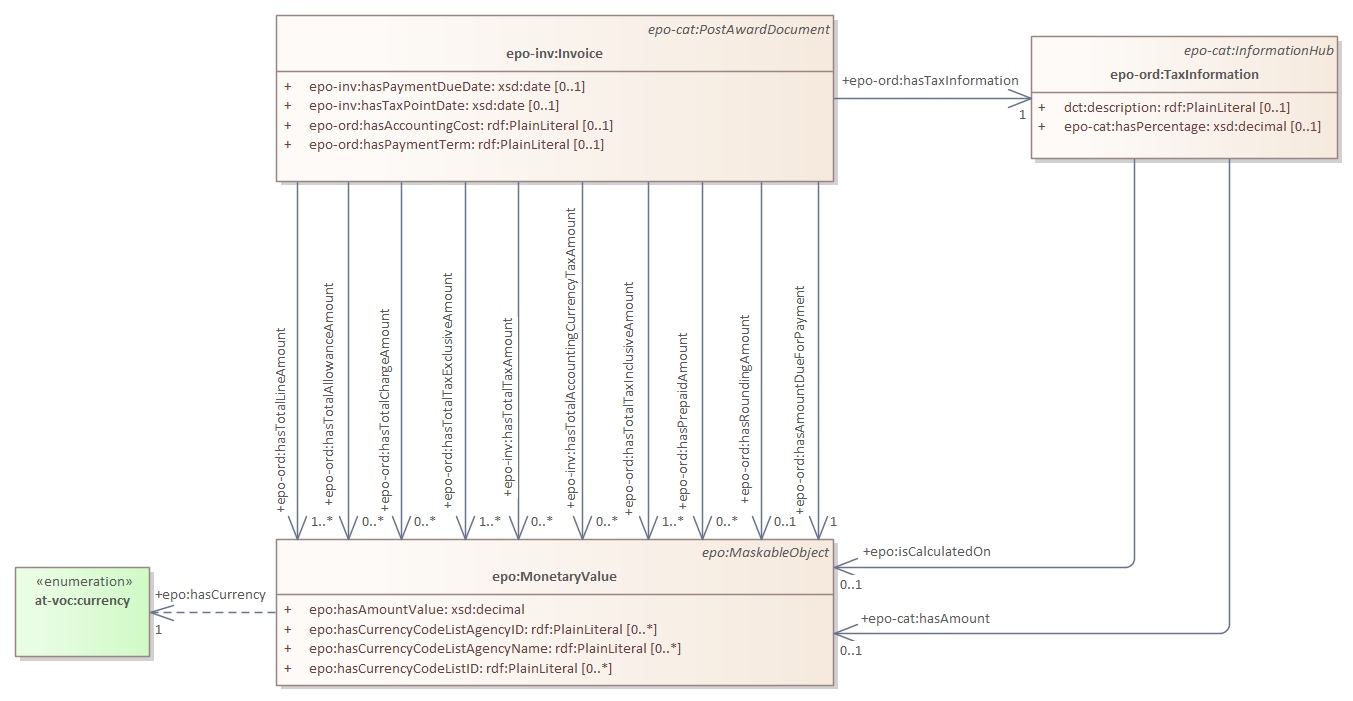 epo-cat:PostAwardDocument
epo-inv:Invoice
+ epo-inv:hasPaymentDueDate: xsd:date [0..1]
+ epo-inv:hasTaxPointDate: xsd:date [0..1]
+ epo-ord:hasAccountingCost: rdf:PlainLiteral [0..1]
+ epo-ord:hasPaymentTerm: rdf:PlainLiteral [0..1]
+epo-ord:hasTaxInformation
1
epo-cat:InformationHub
epo-ord:TaxInformation
+ dct:description: rdf:PlainLiteral [0..1]
+ epo-cat:hasPercentage: xsd:decimal [0..1]
+epo-ord:hasTotalLineAmount
1..*
+epo-ord:hasTotalAllowanceAmount
0..*
+epo-ord:hasTotalChargeAmount
0..*
+epo-ord:hasTotalTaxExclusiveAmount
1..*
+epo-inv:hasTotalTaxAmount
0..*
+epo-inv:hasTotalAccountingCurrencyTaxAmount
0..*
+epo-ord:hasTotalTaxInclusiveAmount
1..*
+epo-ord:hasPrepaidAmount
0..*
+epo-ord:hasRoundingAmount
0..1
+epo-ord:hasAmountDueForPayment
1
epo:MaskableObject
epo:MonetaryValue
+ epo:hasAmountValue: xsd:decimal
+ epo:hasCurrencyCodeListAgencyID: rdf:PlainLiteral [0..*]
+ epo:hasCurrencyCodeListAgencyName: rdf:PlainLiteral [0..*]
+ epo:hasCurrencyCodeListID: rdf:PlainLiteral [0..*]
+epo:isCalculatedOn
0..1
+epo-cat:hasAmount
0..1
+epo:hasCurrency
1
«enumeration»
at-voc:currency